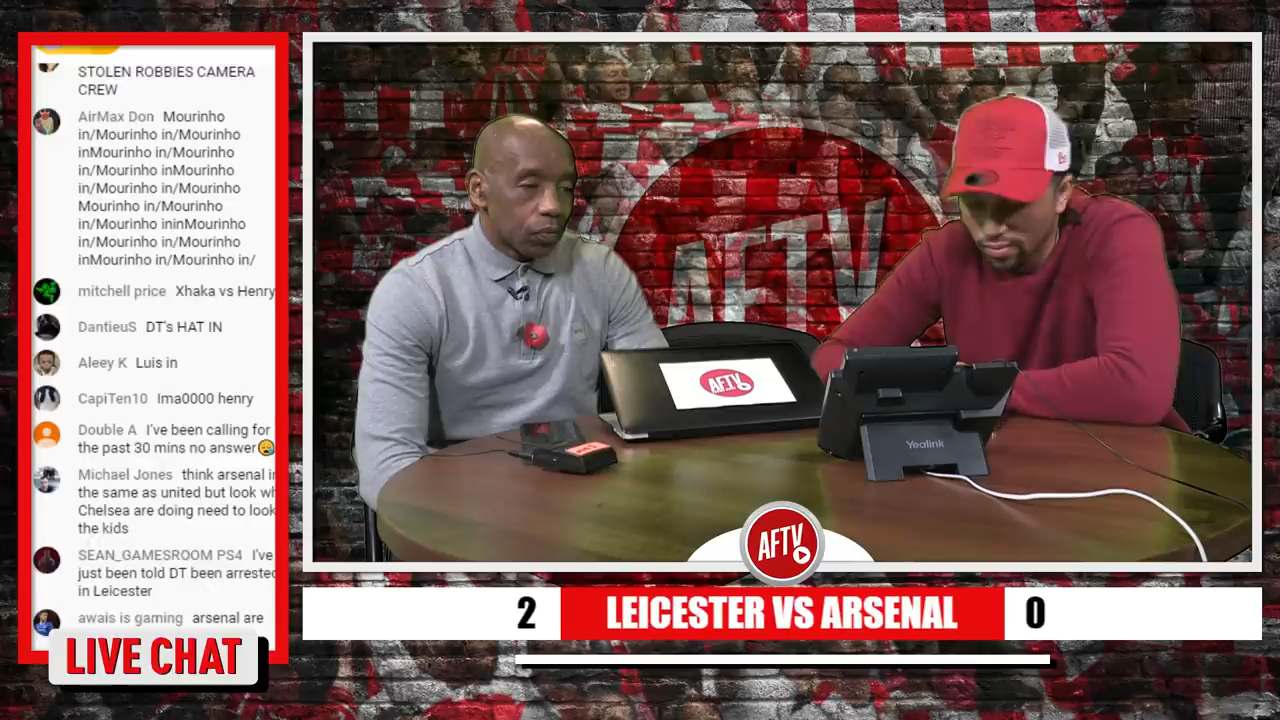 STOLEN ROBBIES CAMERA
CREW
AirMax Don Mourinho
in/Mourinho in/Mourinho
inMourinho in/Mourinho
in/Mourinho inMourinho
in/Mourinho in/Mourinho
Mourinho in/Mourinho
in/Mourinho ininMourinho
in/Mourinho in/Mourinho
inMourinho in/Mourinho in/
mitchell price Xhaka vs Henry
DantieuS DT's HAT IN
Aleey K Luis in
CapiTen10 Ima0000 henry
Double A I've been calling for
the past 30 mins no answer😪
Michael Jones think arsenal in
the same as united but look wh
Chelsea are doing need to look
the kids
SEAN_GAMESROOM PS4 I've
just been told DT been arrested
in Leicester
awais is gaming arsenal are
LIVE CHAT
AFTV
AFTV
Yealink
AFTV
2 LEICESTER VS ARSENAL 0